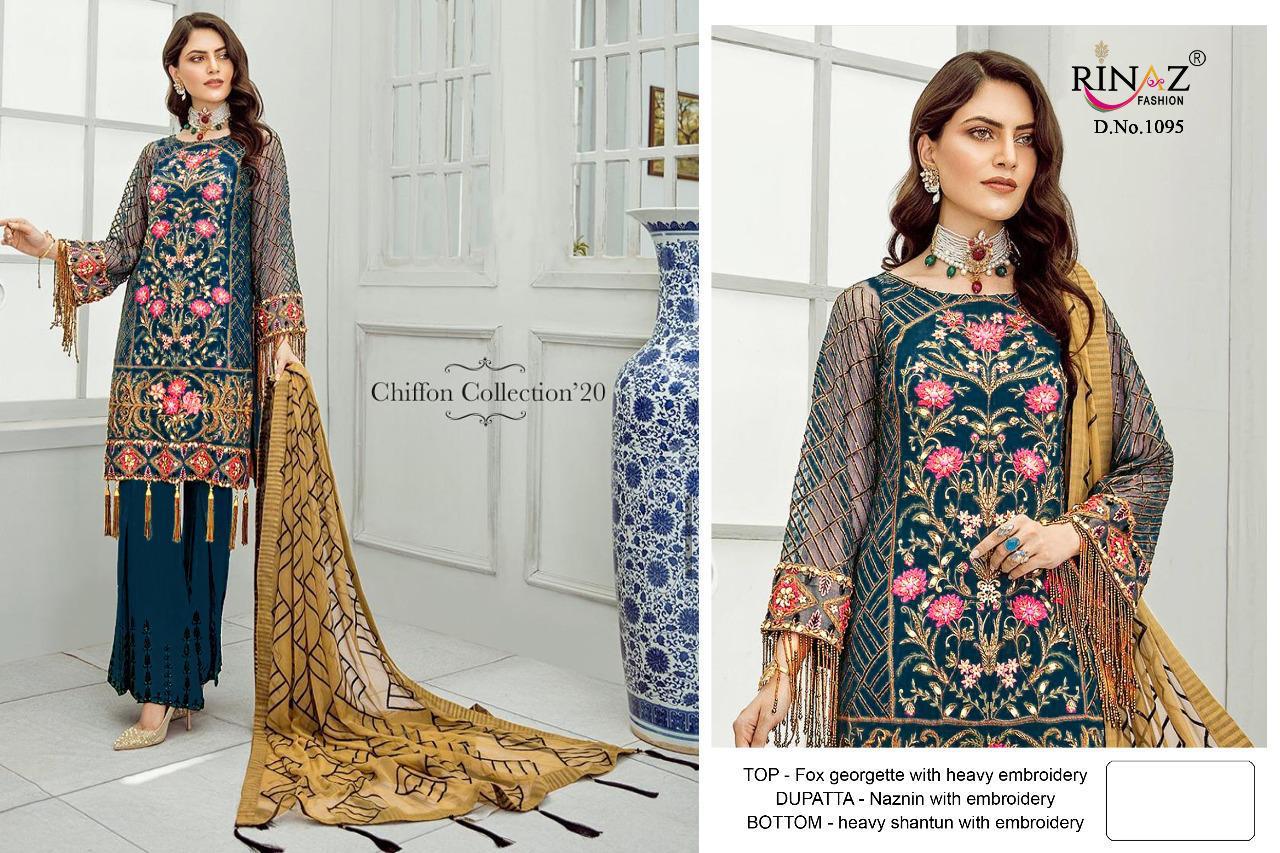 Chiffon Collection'20
RINAZ®
FASHION
D.No.1095
TOP - Fox georgette with heavy embroidery
DUPATTA - Naznin with embroidery
BOTTOM - heavy shantun with embroidery